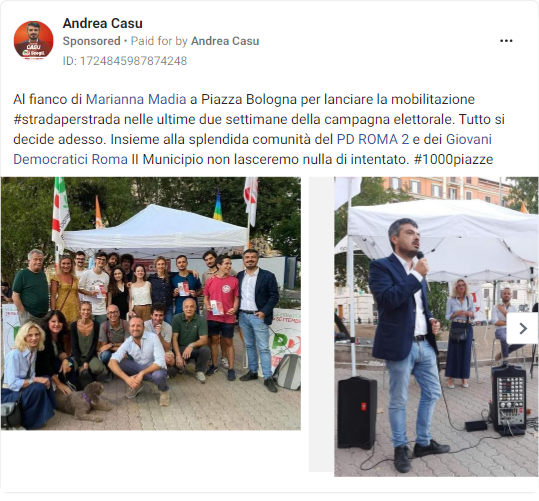 Andrea Casu
Sponsored • Paid for by Andrea Casu
ID: 1724845987874248
Al fianco di Marianna Madia a Piazza Bologna per lanciare la mobilitazione
#stradaperstrada nelle ultime due settimane della campagna elettorale. Tutto si
decide adesso. Insieme alla splendida comunità del PD ROMA 2 e dei Giovani
Democratici Roma II Municipio non lasceremo nulla di intentato. #1000piazze
CASU